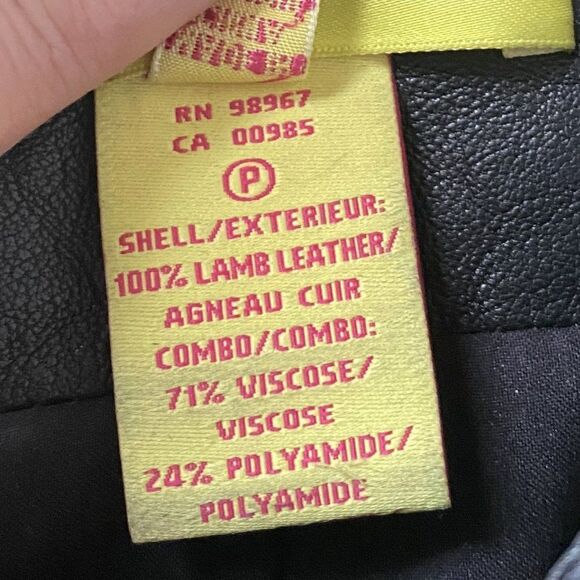 RN 98967
CA 00985
P
SHELL/EXTERIEUR:
100% LAMB LEATHER/
AGNEAU CUIR
COMBO/COMBO:
71% VISCOSE/
VISCOSE
24% POLYAMIDE/
POLYAMIDE